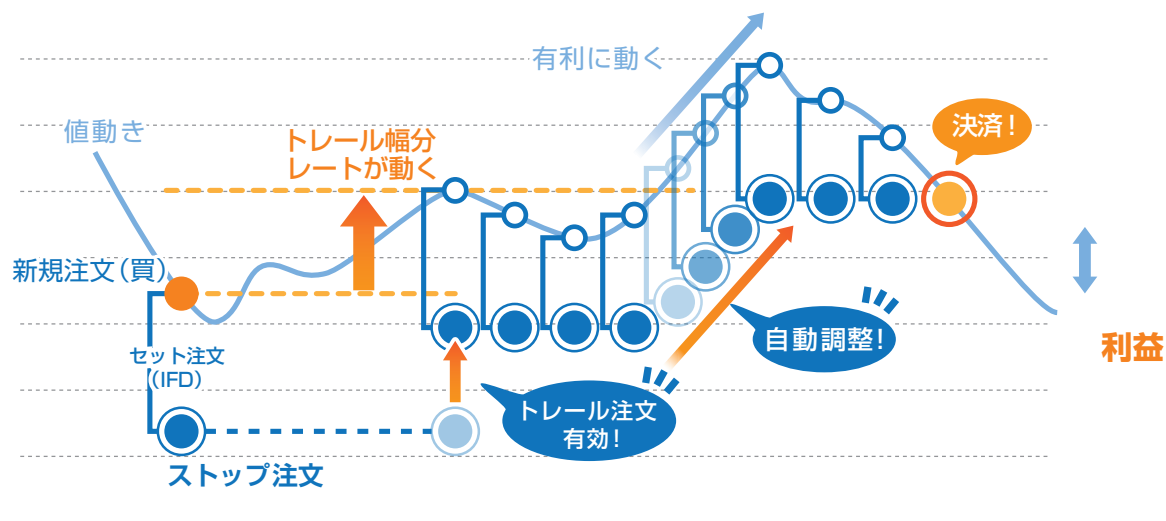 有利に動く
値動き
トレール幅分
レートが動く
決済！
新規注文（買）
自動調整！
利益
セット注文
（IFD）
トレール注文
有効！
ストップ注文